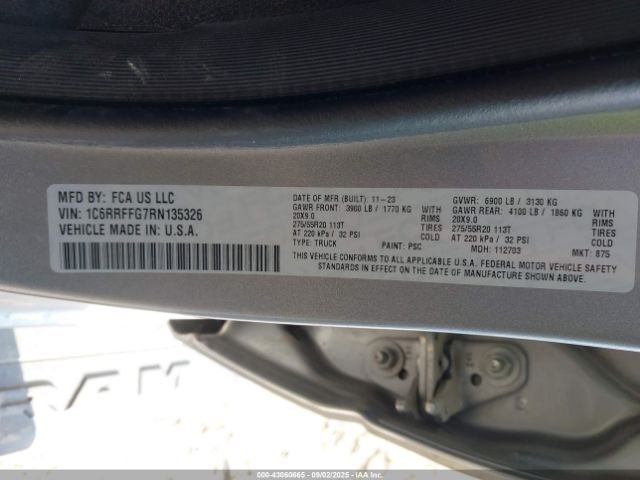 MFD BY: FCA US LLC
VIN: 1C6RRFFG7RN135326
VEHICLE MADE IN: U.S.A.
DATE OF MFR (BUILT): 11-23
GAWR FRONT: 3900 LB / 1770 KG
20X9.0 RIMS
275/55R20 113T TIRES
AT 220 kPa / 32 PSI COLD
TYPE: TRUCK PAINT: PSC
GVWR: 6900 LB / 3130 KG
GAWR REAR: 4100 LB / 1860 KG
20X9.0 RIMS
275/55R20 113T TIRES
AT 220 kPa / 32 PSI COLD
MDH: 112703 MKT: 875
THIS VEHICLE CONFORMS TO ALL APPLICABLE U.S.A. FEDERAL MOTOR VEHICLE SAFETY
STANDARDS IN EFFECT ON THE DATE OF MANUFACTURE SHOWN ABOVE.
RAM
000-43060665 09/02/2025 IAA